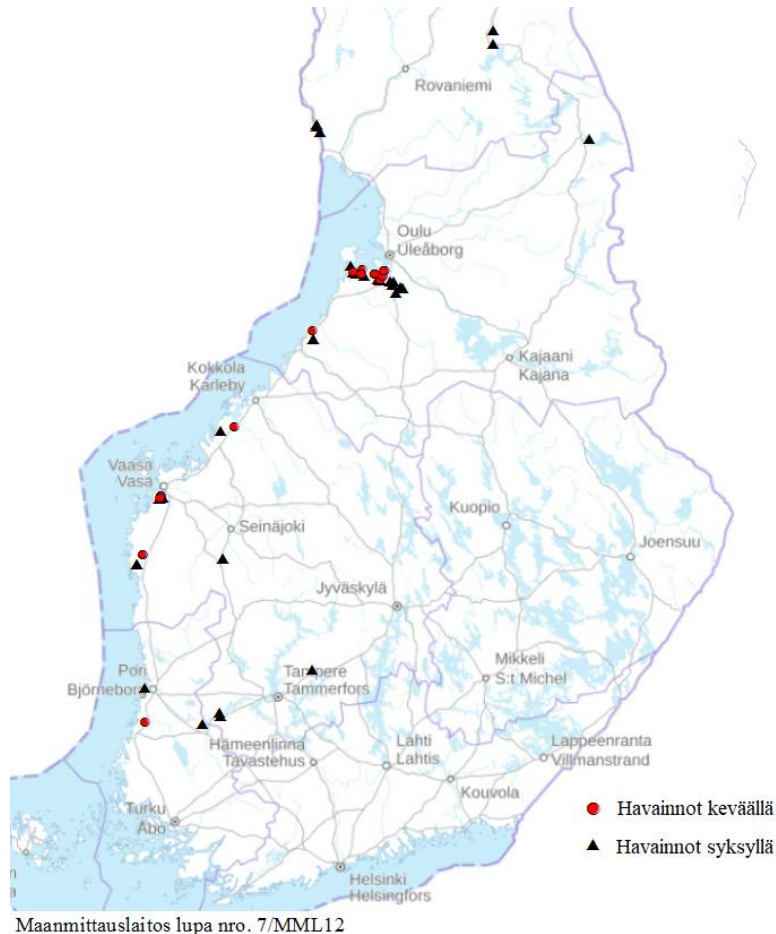 Rovaniemi
Oulu
Uleåborg
Kajaani
Kajana
Kokkola
Karleby
Vaasa
Vasa
Seinäjoki
Kuopio
Joensuu
Jyväskylä
Pori
Björneborg
Tampere
Tammerfors
Mikkeli
S:t Michel
Hämeenlinna
Tavastehus
Lahti
Lahtis
Lappeenranta
Villmanstrand
Kouvola
Turku
Åbo
Helsinki
Helsingfors
Havainnot keväällä
Havainnot syksyllä
Maanmittauslaitos lupa nro. 7/MML12